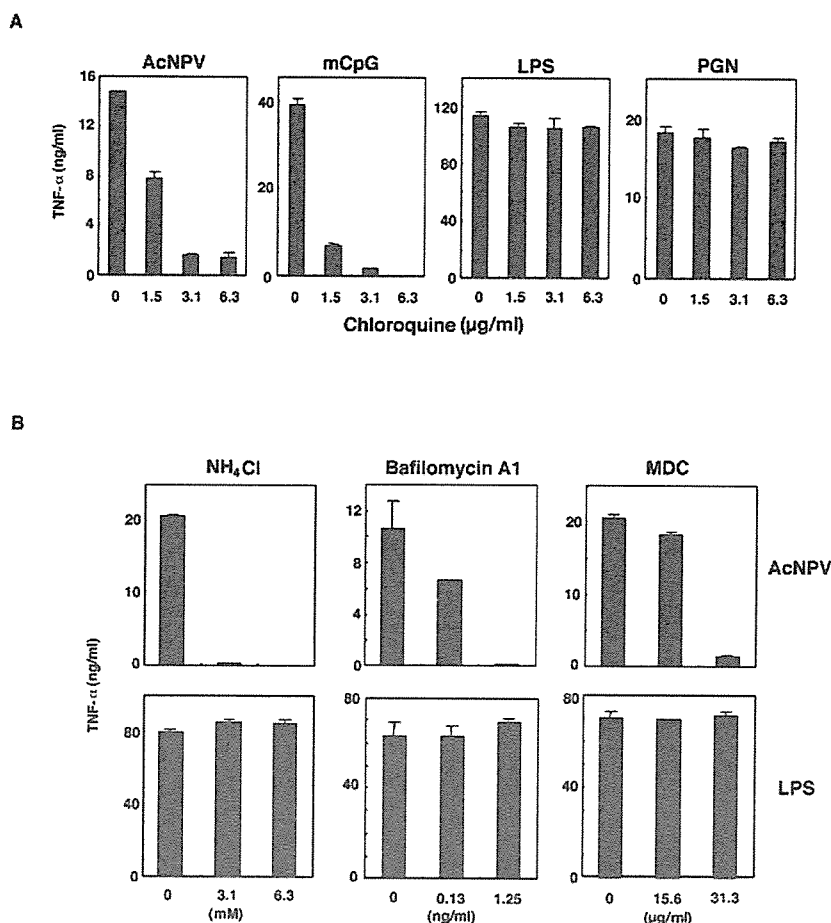 A
AcNPV mCpG LPS PGN
TNF-α (ng/ml)
16 12 8 4 0
40 20 0
120 80 40 0
20 10 0
0 1.5 3.1 6.3 0 1.5 3.1 6.3 0 1.5 3.1 6.3 0 1.5 3.1 6.3
Chloroquine (µg/ml)
B
NH₄Cl Bafilomycin A1 MDC
20 10 0
12 8 4 0
20 10 0
AcNPV
TNF-α (ng/ml)
80 40 0
80 40 0
80 40 0
LPS
0 3.1 6.3 0 0.13 1.25 0 15.6 31.3
(mM) (ng/ml) (µg/ml)